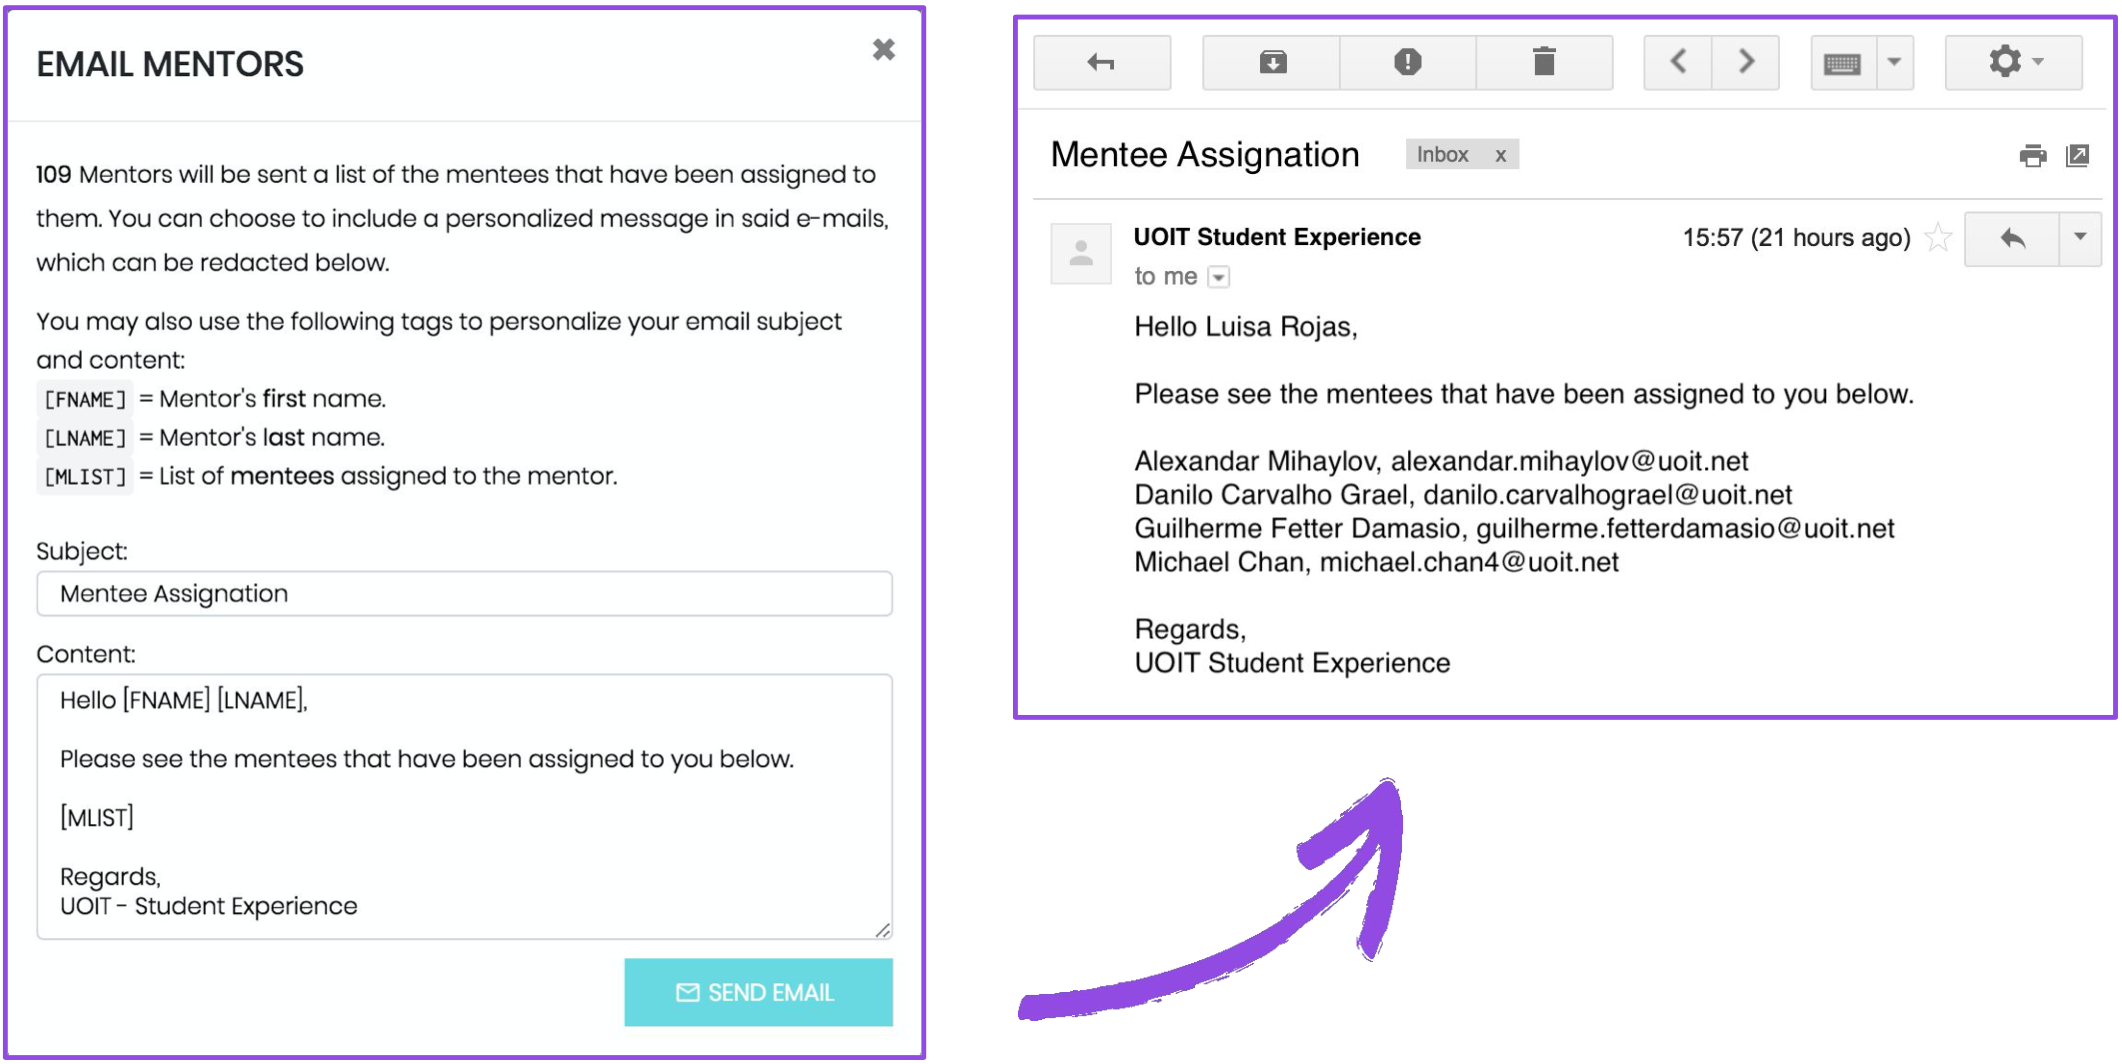 EMAIL MENTORS
109 Mentors will be sent a list of the mentees that have been assigned to
them. You can choose to include a personalized message in said e-mails,
which can be redacted below.
You may also use the following tags to personalize your email subject
and content:
[FNAME] = Mentor's first name.
[LNAME] = Mentor's last name.
[MLIST] = List of mentees assigned to the mentor.
Subject:
Mentee Assignation
Content:
Hello [FNAME] [LNAME],
Please see the mentees that have been assigned to you below.
[MLIST]
Regards,
UOIT - Student Experience
SEND EMAIL
Mentee Assignation Inbox x
UOIT Student Experience 15:57 (21 hours ago)
to me
Hello Luisa Rojas,
Please see the mentees that have been assigned to you below.
Alexandar Mihaylov, alexandar.mihaylov@uoit.net
Danilo Carvalho Grael, danilo.carvalhograel@uoit.net
Guilherme Fetter Damasio, guilherme.fetterdamasio@uoit.net
Michael Chan, michael.chan4@uoit.net
Regards,
UOIT Student Experience